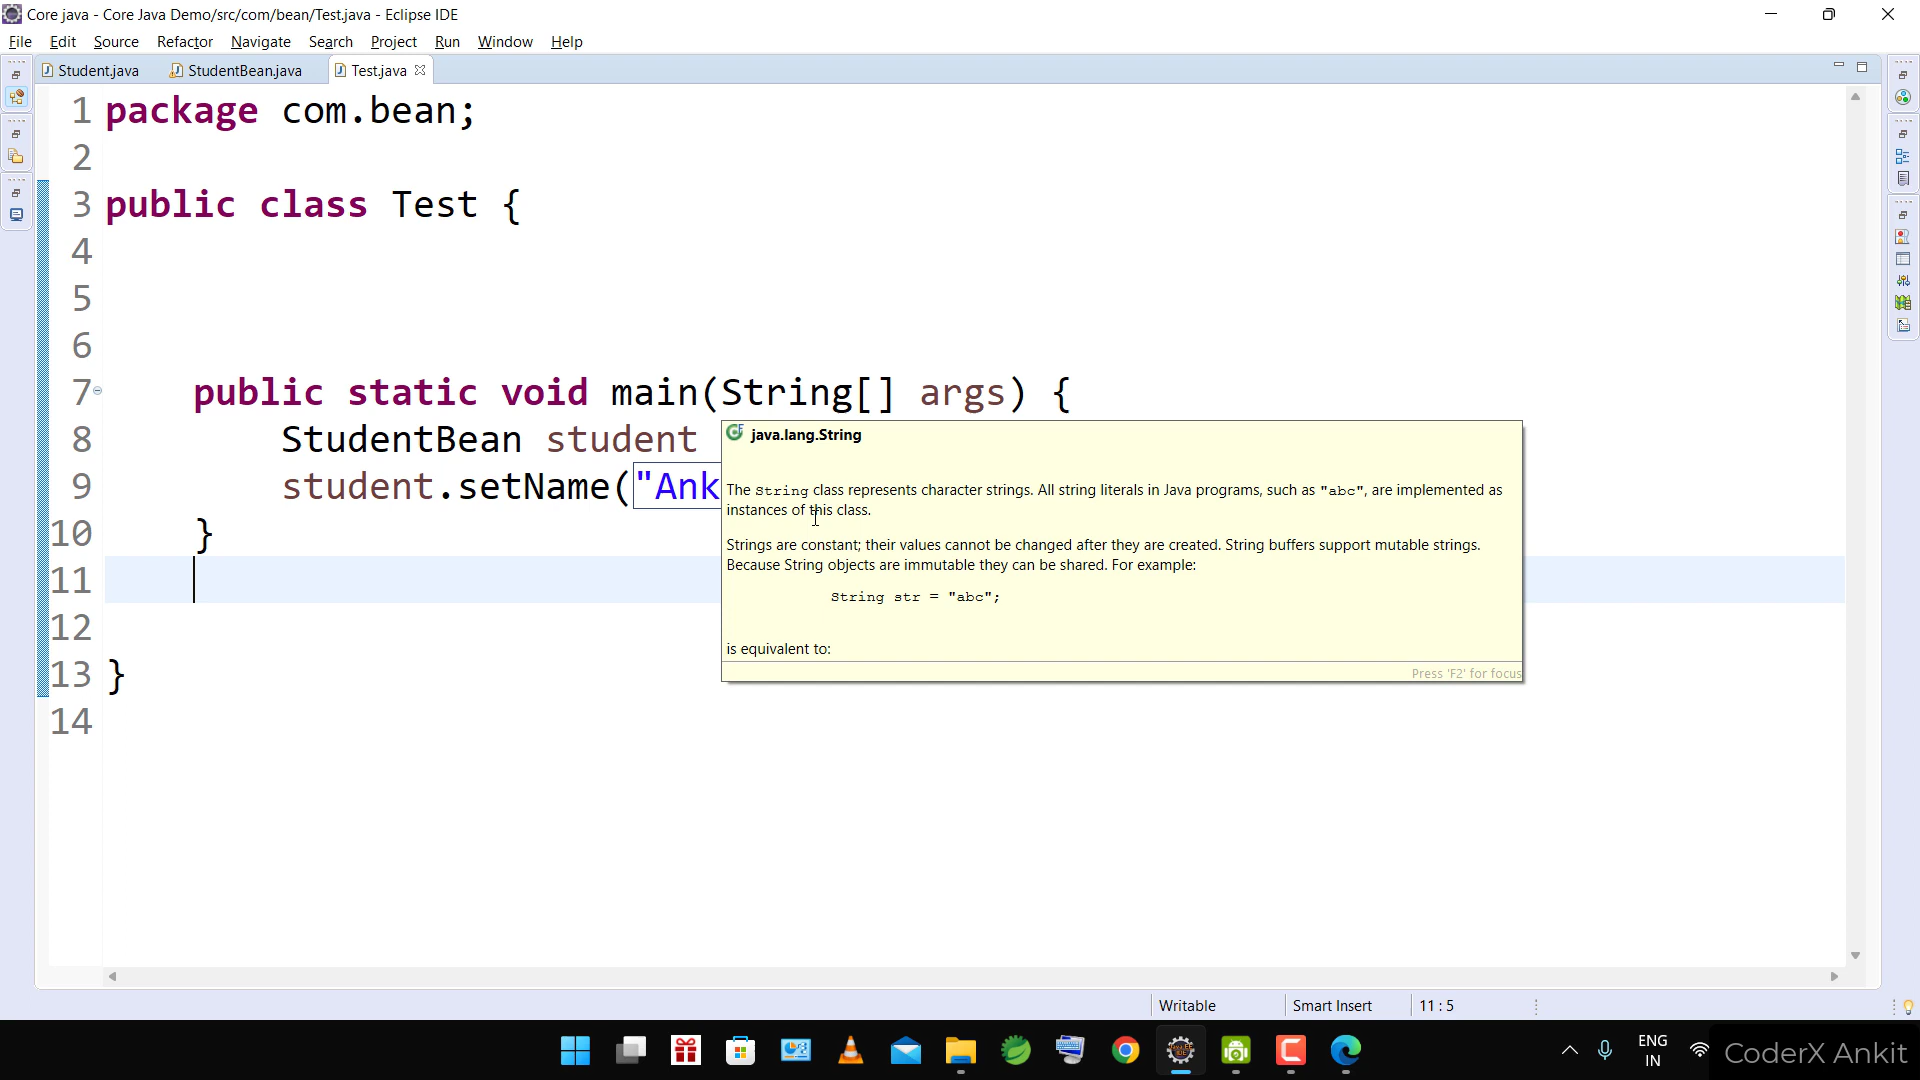 Core java - Core Java Demo/src/com/bean/Test.java - Eclipse IDE
File Edit Source Refactor Navigate Search Project Run Window Help
Student.java StudentBean.java Test.java
1 package com.bean;
2
3 public class Test {
4
5
6
7 public static void main(String[] args) {
8 StudentBean student
9 student.setName("Ank
10 }
11
12
13 }
14
java.lang.String
The String class represents character strings. All string literals in Java programs, such as "abc", are implemented as
instances of this class.
Strings are constant; their values cannot be changed after they are created. String buffers support mutable strings.
Because String objects are immutable they can be shared. For example:
String str = "abc";
is equivalent to:
Press 'F2' for focus
Writable Smart Insert 11 : 5
ENG
IN
CoderX Ankit